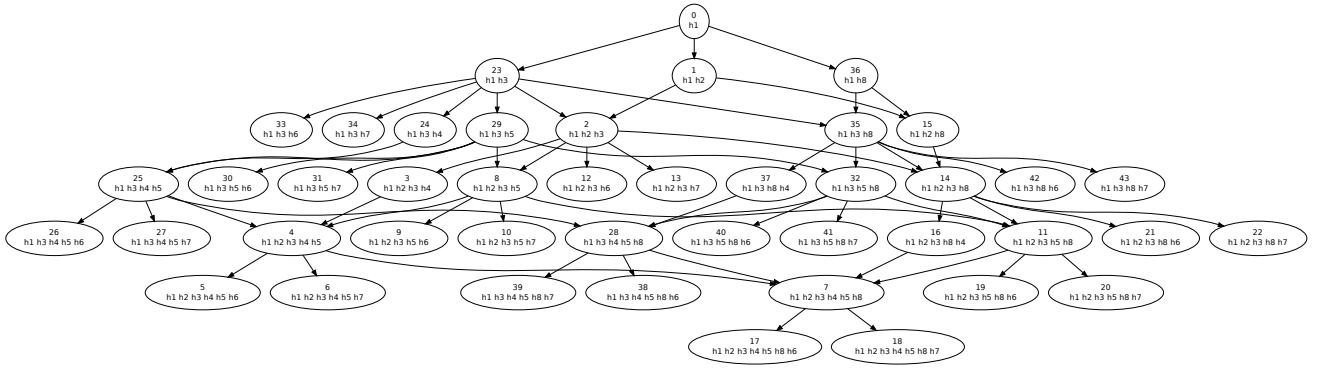 0
h1
23
h1 h3
1
h1 h2
36
h1 h8
33
h1 h3 h6
34
h1 h3 h7
24
h1 h3 h4
29
h1 h3 h5
2
h1 h2 h3
35
h1 h3 h8
15
h1 h2 h8
25
h1 h3 h4 h5
30
h1 h3 h5 h6
31
h1 h3 h5 h7
3
h1 h2 h3 h4
8
h1 h2 h3 h5
12
h1 h2 h3 h6
13
h1 h2 h3 h7
37
h1 h3 h8 h4
32
h1 h3 h5 h8
14
h1 h2 h3 h8
42
h1 h3 h8 h6
43
h1 h3 h8 h7
26
h1 h3 h4 h5 h6
27
h1 h3 h4 h5 h7
4
h1 h2 h3 h4 h5
9
h1 h2 h3 h5 h6
10
h1 h2 h3 h5 h7
28
h1 h3 h4 h5 h8
40
h1 h3 h5 h8 h6
41
h1 h3 h5 h8 h7
16
h1 h2 h3 h8 h4
11
h1 h2 h3 h5 h8
21
h1 h2 h3 h8 h6
22
h1 h2 h3 h8 h7
5
h1 h2 h3 h4 h5 h6
6
h1 h2 h3 h4 h5 h7
39
h1 h3 h4 h5 h8 h7
38
h1 h3 h4 h5 h8 h6
7
h1 h2 h3 h4 h5 h8
19
h1 h2 h3 h5 h8 h6
20
h1 h2 h3 h5 h8 h7
17
h1 h2 h3 h4 h5 h8 h6
18
h1 h2 h3 h4 h5 h8 h7